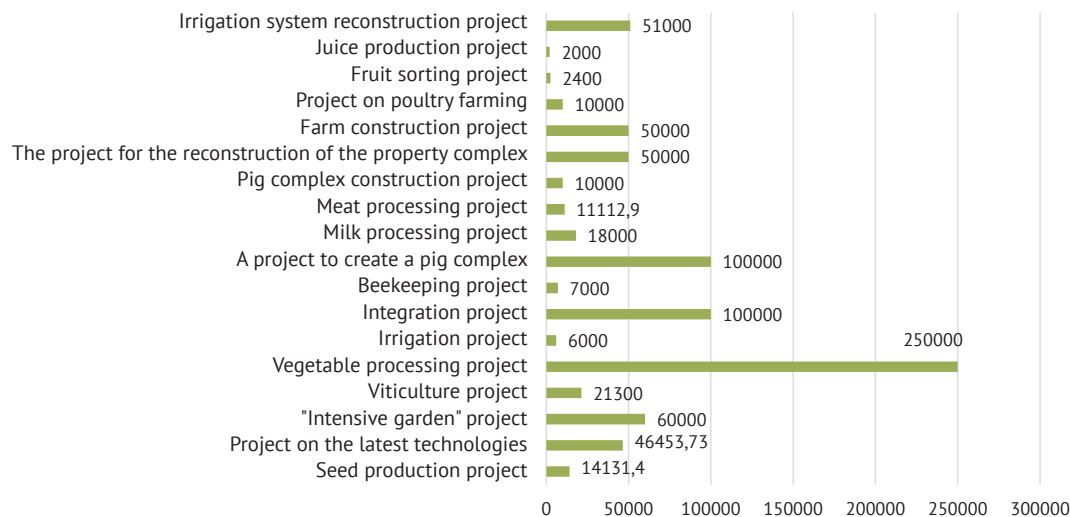 Irrigation system reconstruction project 51000
Juice production project 2000
Fruit sorting project 2400
Project on poultry farming 10000
Farm construction project 50000
The project for the reconstruction of the property complex 50000
Pig complex construction project 10000
Meat processing project 11112,9
Milk processing project 18000
A project to create a pig complex 100000
Beekeeping project 7000
Integration project 100000
Irrigation project 6000
Vegetable processing project 250000
Viticulture project 21300
"Intensive garden" project 60000
Project on the latest technologies 46453,73
Seed production project 14131,4
0 50000 100000 150000 200000 250000 300000